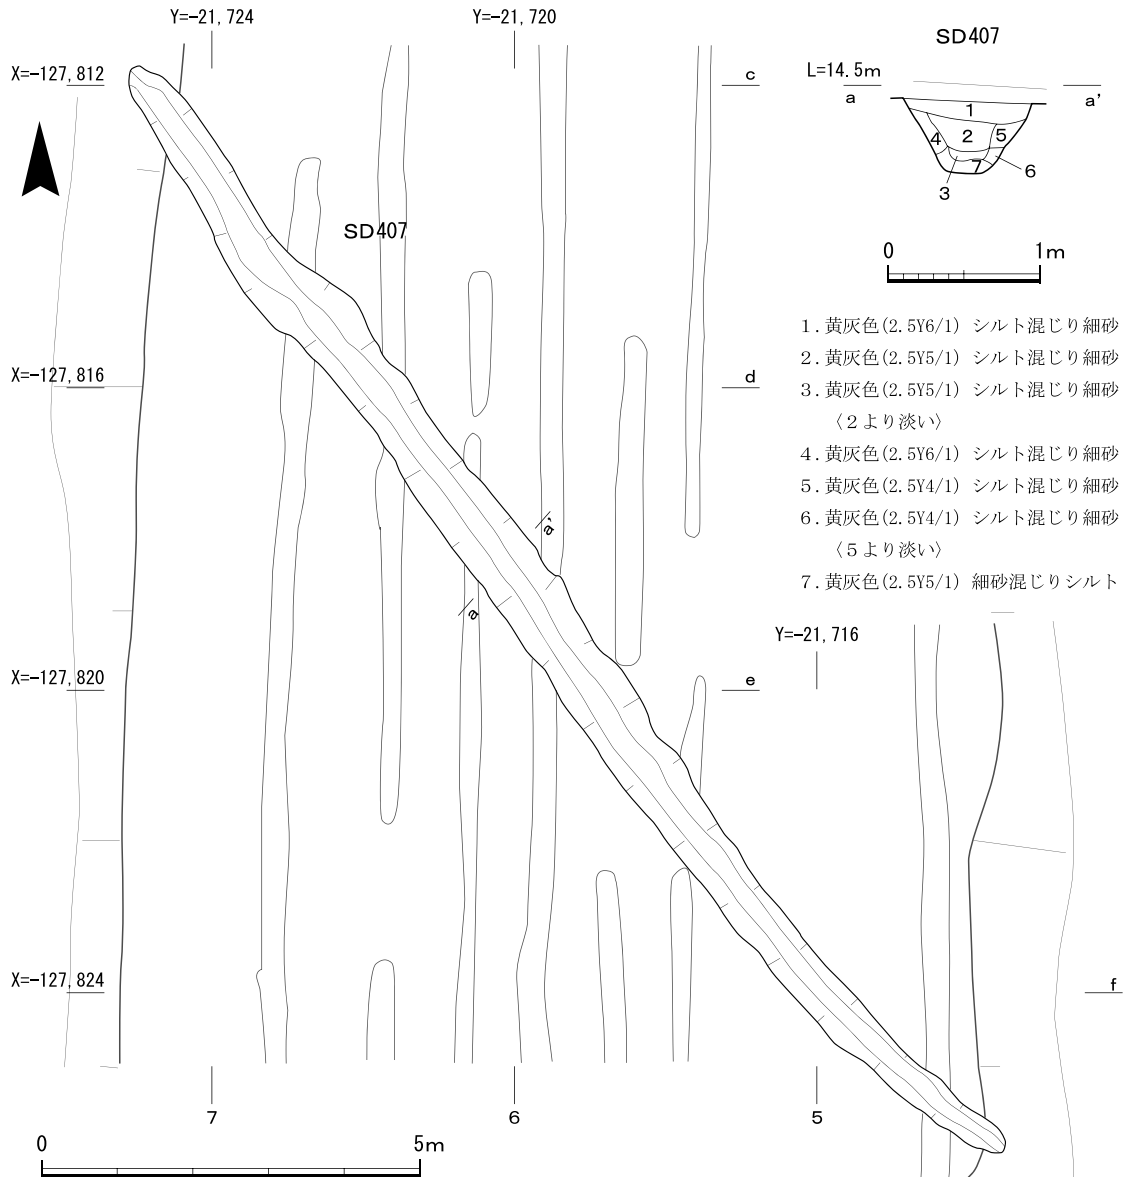 Y=-21,724
Y=-21,720
SD407
X=-127,812
c
L=14.5m
a
a'
1
2
3
4
5
6
7
SD407
0
1m
1.黄灰色(2.5Y6/1) シルト混じり細砂
2.黄灰色(2.5Y5/1) シルト混じり細砂
3.黄灰色(2.5Y5/1) シルト混じり細砂
〈2より淡い〉
4.黄灰色(2.5Y6/1) シルト混じり細砂
5.黄灰色(2.5Y4/1) シルト混じり細砂
6.黄灰色(2.5Y4/1) シルト混じり細砂
〈5より淡い〉
7.黄灰色(2.5Y5/1) 細砂混じりシルト
X=-127,816
d
a'
a
Y=-21,716
X=-127,820
e
X=-127,824
f
7
6
5
0
5m